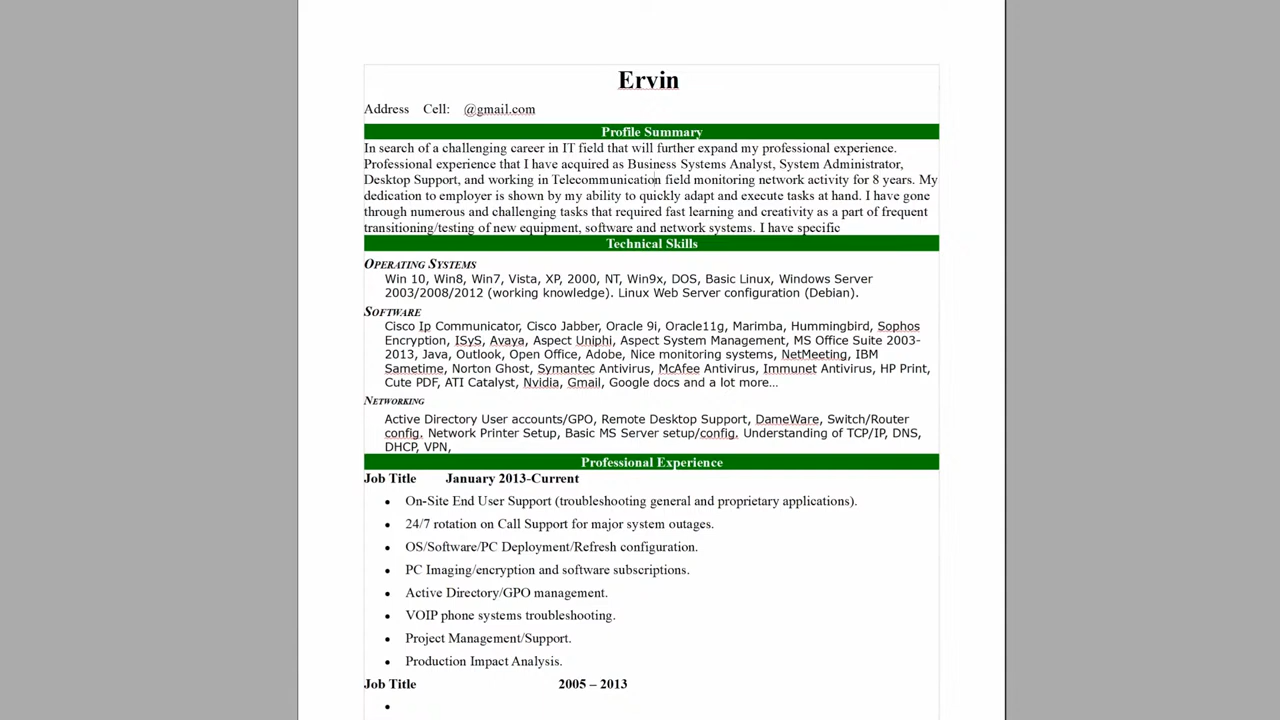 Ervin
Address Cell: @gmail.com
Profile Summary
In search of a challenging career in IT field that will further expand my professional experience.
Professional experience that I have acquired as Business Systems Analyst, System Administrator,
Desktop Support, and working in Telecommunication field monitoring network activity for 8 years. My
dedication to employer is shown by my ability to quickly adapt and execute tasks at hand. I have gone
through numerous and challenging tasks that required fast learning and creativity as a part of frequent
transitioning/testing of new equipment, software and network systems. I have specific
Technical Skills
OPERATING SYSTEMS
Win 10, Win8, Win7, Vista, XP, 2000, NT, Win9x, DOS, Basic Linux, Windows Server
2003/2008/2012 (working knowledge). Linux Web Server configuration (Debian).
SOFTWARE
Cisco Ip Communicator, Cisco Jabber, Oracle 9i, Oracle11g, Marimba, Hummingbird, Sophos
Encryption, ISyS, Avaya, Aspect Uniphi, Aspect System Management, MS Office Suite 2003-
2013, Java, Outlook, Open Office, Adobe, Nice monitoring systems, NetMeeting, IBM
Sametime, Norton Ghost, Symantec Antivirus, McAfee Antivirus, Immunet Antivirus, HP Print,
Cute PDF, ATI Catalyst, Nvidia, Gmail, Google docs and a lot more…
NETWORKING
Active Directory User accounts/GPO, Remote Desktop Support, DameWare, Switch/Router
config. Network Printer Setup, Basic MS Server setup/config. Understanding of TCP/IP, DNS,
DHCP, VPN,
Professional Experience
Job Title January 2013-Current
• On-Site End User Support (troubleshooting general and proprietary applications).
• 24/7 rotation on Call Support for major system outages.
• OS/Software/PC Deployment/Refresh configuration.
• PC Imaging/encryption and software subscriptions.
• Active Directory/GPO management.
• VOIP phone systems troubleshooting.
• Project Management/Support.
• Production Impact Analysis.
Job Title 2005 – 2013
•